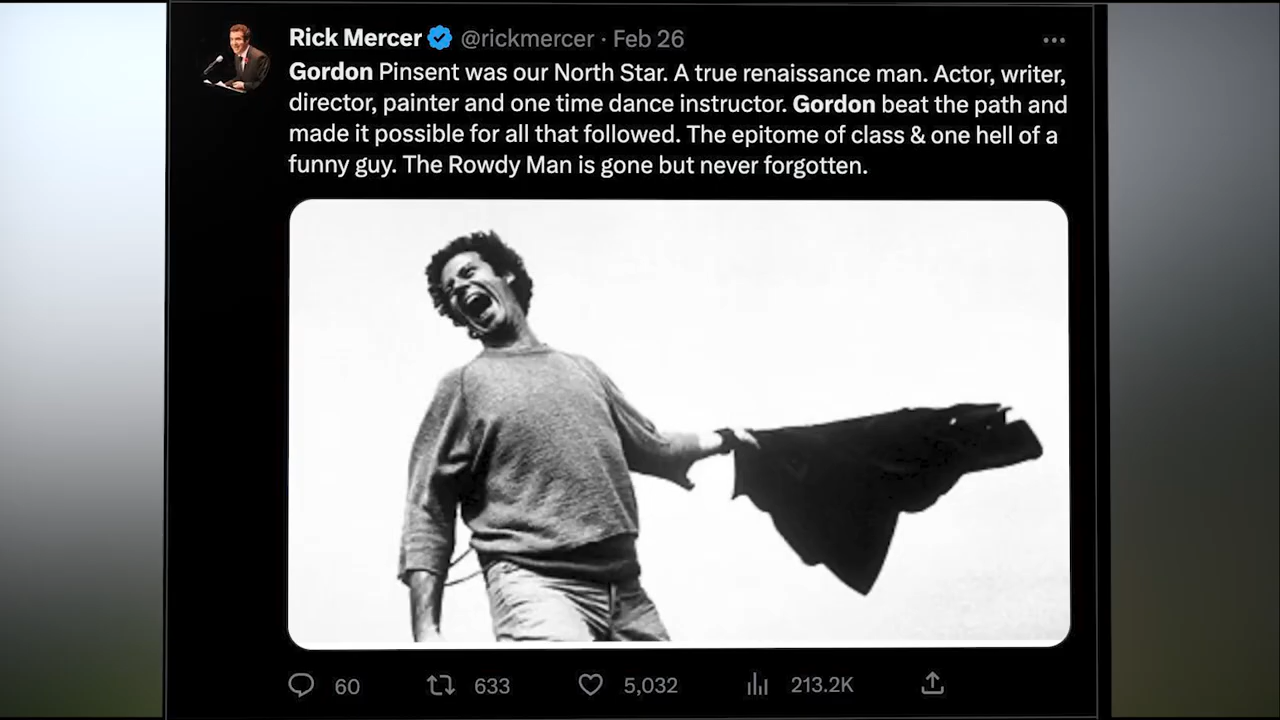 Rick Mercer @rickmercer · Feb 26
Gordon Pinsent was our North Star. A true renaissance man. Actor, writer,
director, painter and one time dance instructor. Gordon beat the path and
made it possible for all that followed. The epitome of class & one hell of a
funny guy. The Rowdy Man is gone but never forgotten.
60 633 5,032 213.2K